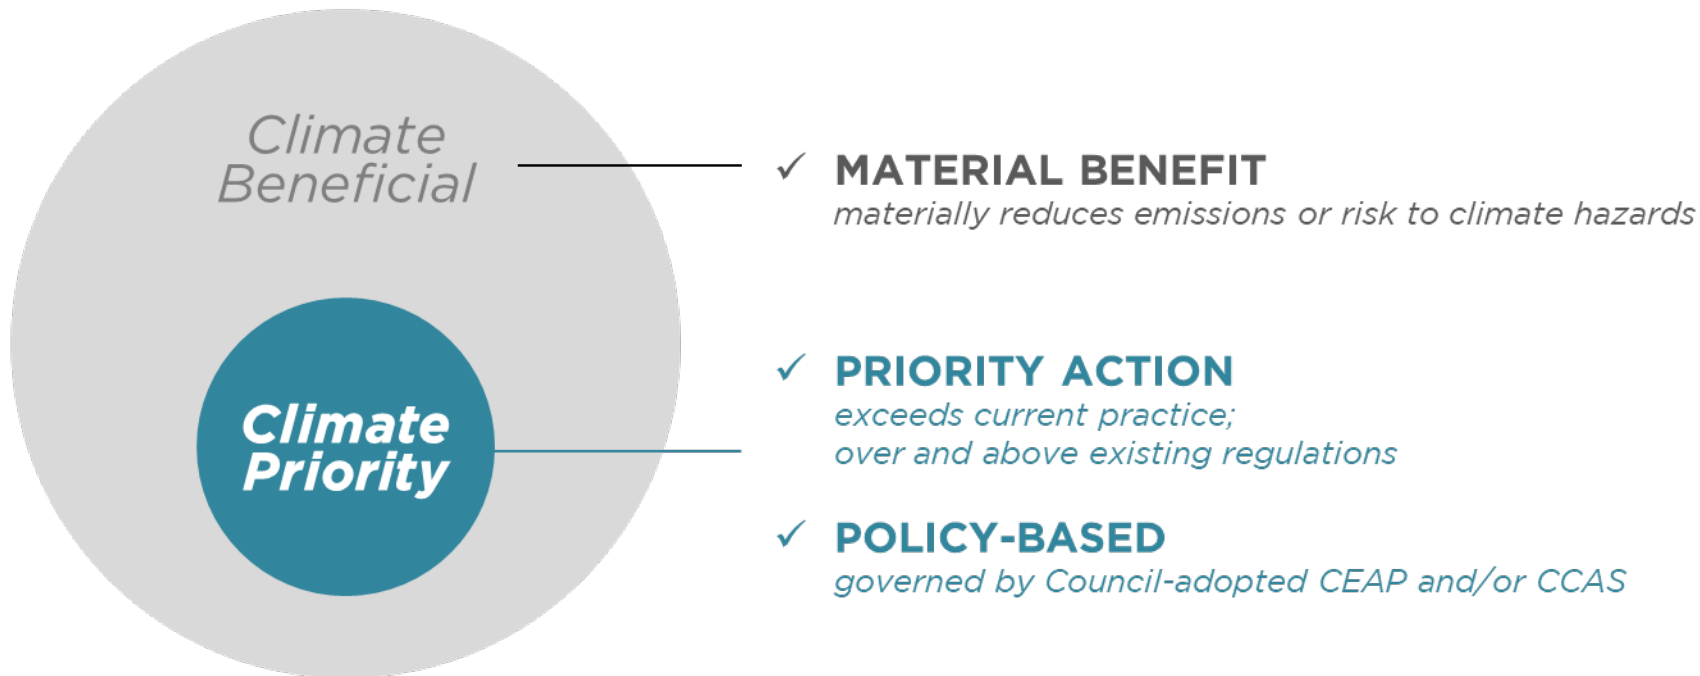 Climate
Beneficial
✓ MATERIAL BENEFIT
materially reduces emissions or risk to climate hazards
Climate
Priority
✓ PRIORITY ACTION
exceeds current practice;
over and above existing regulations
✓ POLICY-BASED
governed by Council-adopted CEAP and/or CCAS